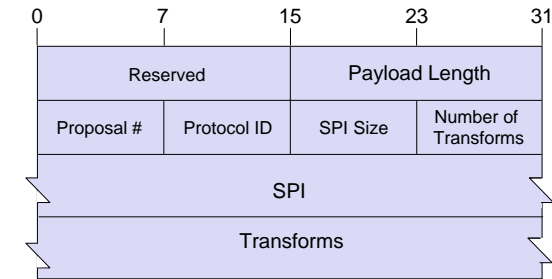 0 7 15 23 31
Reserved Payload Length
Proposal # Protocol ID SPI Size Number of
Transforms
SPI
Transforms